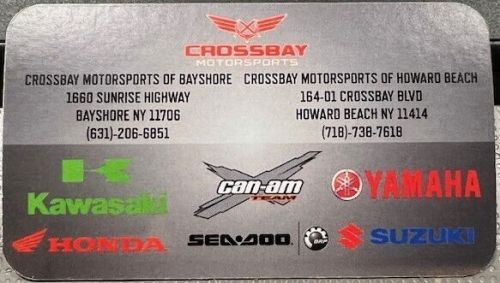 CROSSBAY
MOTORSPORTS
CROSSBAY MOTORSPORTS OF BAYSHORE CROSSBAY MOTORSPORTS OF HOWARD BEACH
1660 SUNRISE HIGHWAY 164-01 CROSSBAY BLVD
BAYSHORE NY 11706 HOWARD BEACH NY 11414
(631)-206-6851 (718)-738-7618
Kawasaki can-am TEAM YAMAHA
HONDA SEA-DOO BRP SUZUKI